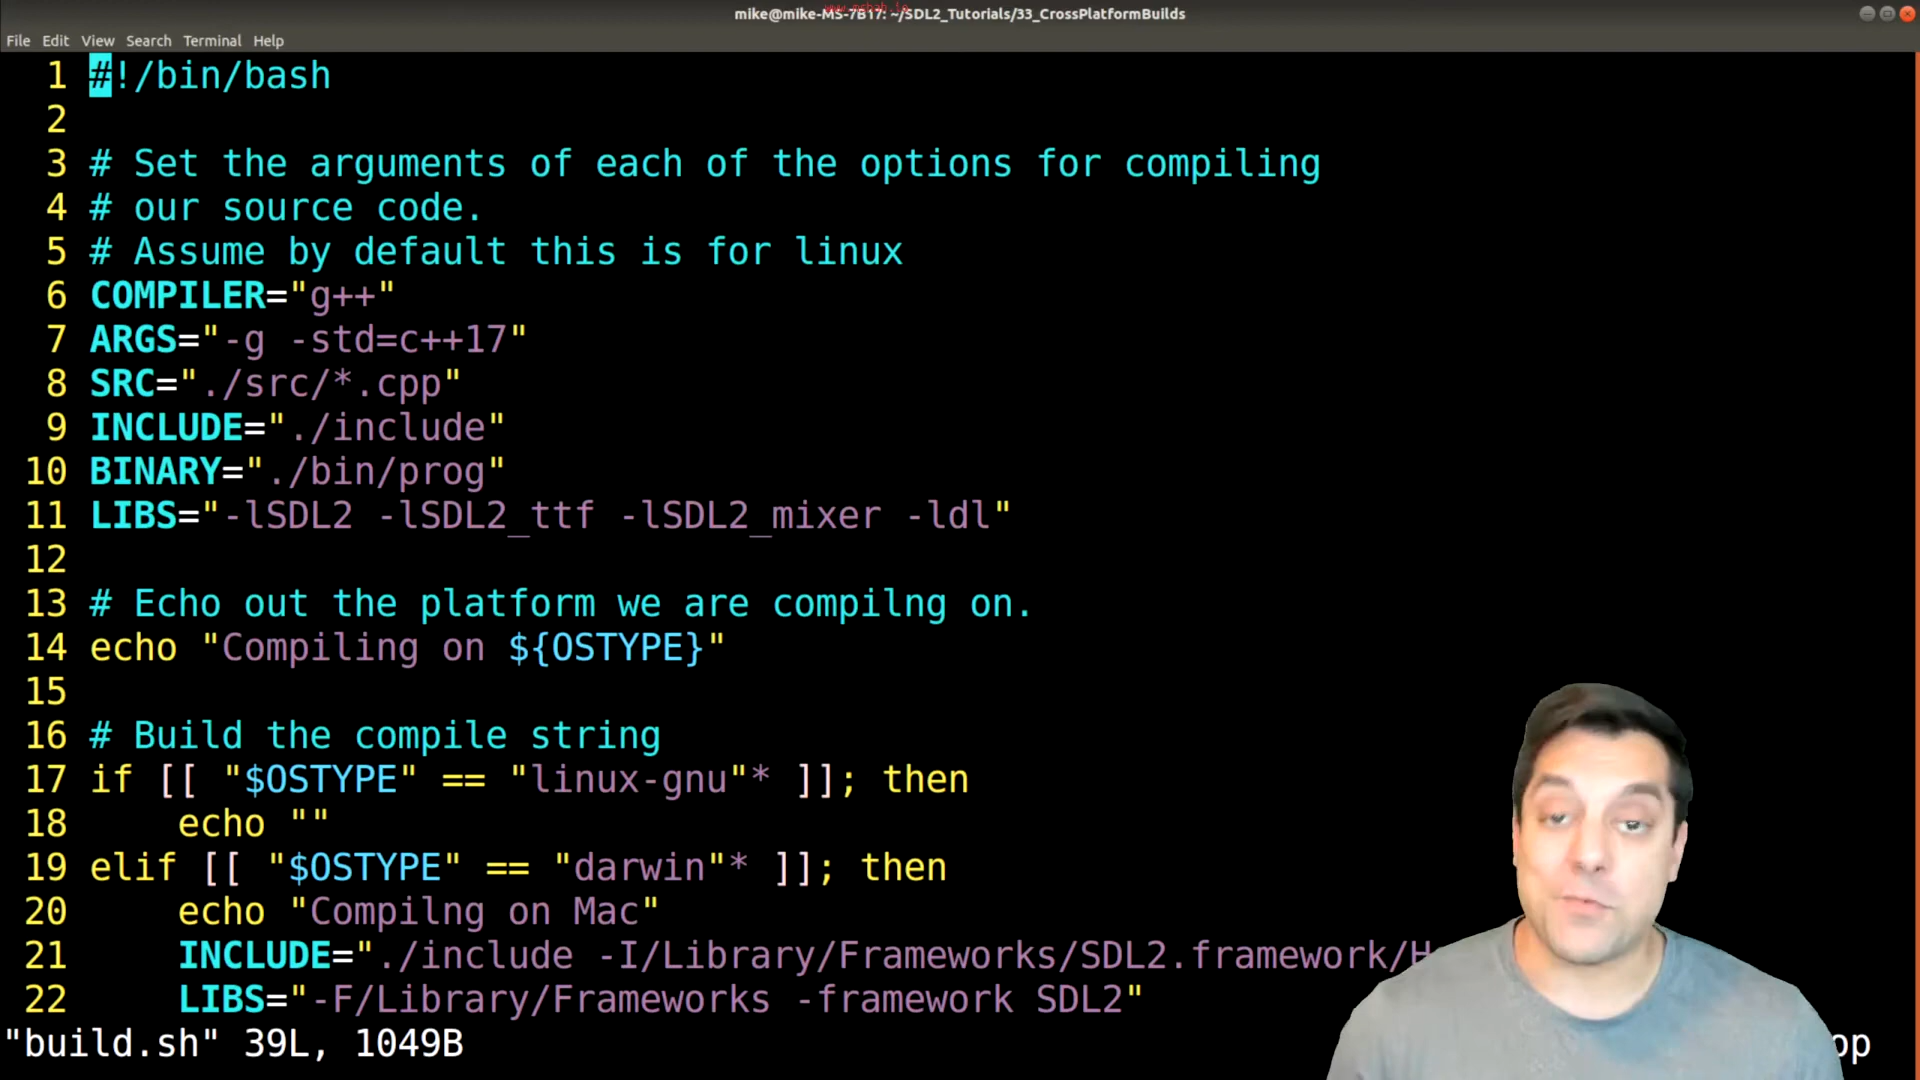 www.mshah.io
mike@mike-MS-7B17: ~/SDL2_Tutorials/33_CrossPlatformBuilds
File Edit View Search Terminal Help
1 #!/bin/bash
2
3 # Set the arguments of each of the options for compiling
4 # our source code.
5 # Assume by default this is for linux
6 COMPILER="g++"
7 ARGS="-g -std=c++17"
8 SRC="./src/*.cpp"
9 INCLUDE="./include"
10 BINARY="./bin/prog"
11 LIBS="-lSDL2 -lSDL2_ttf -lSDL2_mixer -ldl"
12
13 # Echo out the platform we are compilng on.
14 echo "Compiling on ${OSTYPE}"
15
16 # Build the compile string
17 if [[ "$OSTYPE" == "linux-gnu"* ]]; then
18 echo ""
19 elif [[ "$OSTYPE" == "darwin"* ]]; then
20 echo "Compilng on Mac"
21 INCLUDE="./include -I/Library/Frameworks/SDL2.framework/
22 LIBS="-F/Library/Frameworks -framework SDL2"
"build.sh" 39L, 1049B